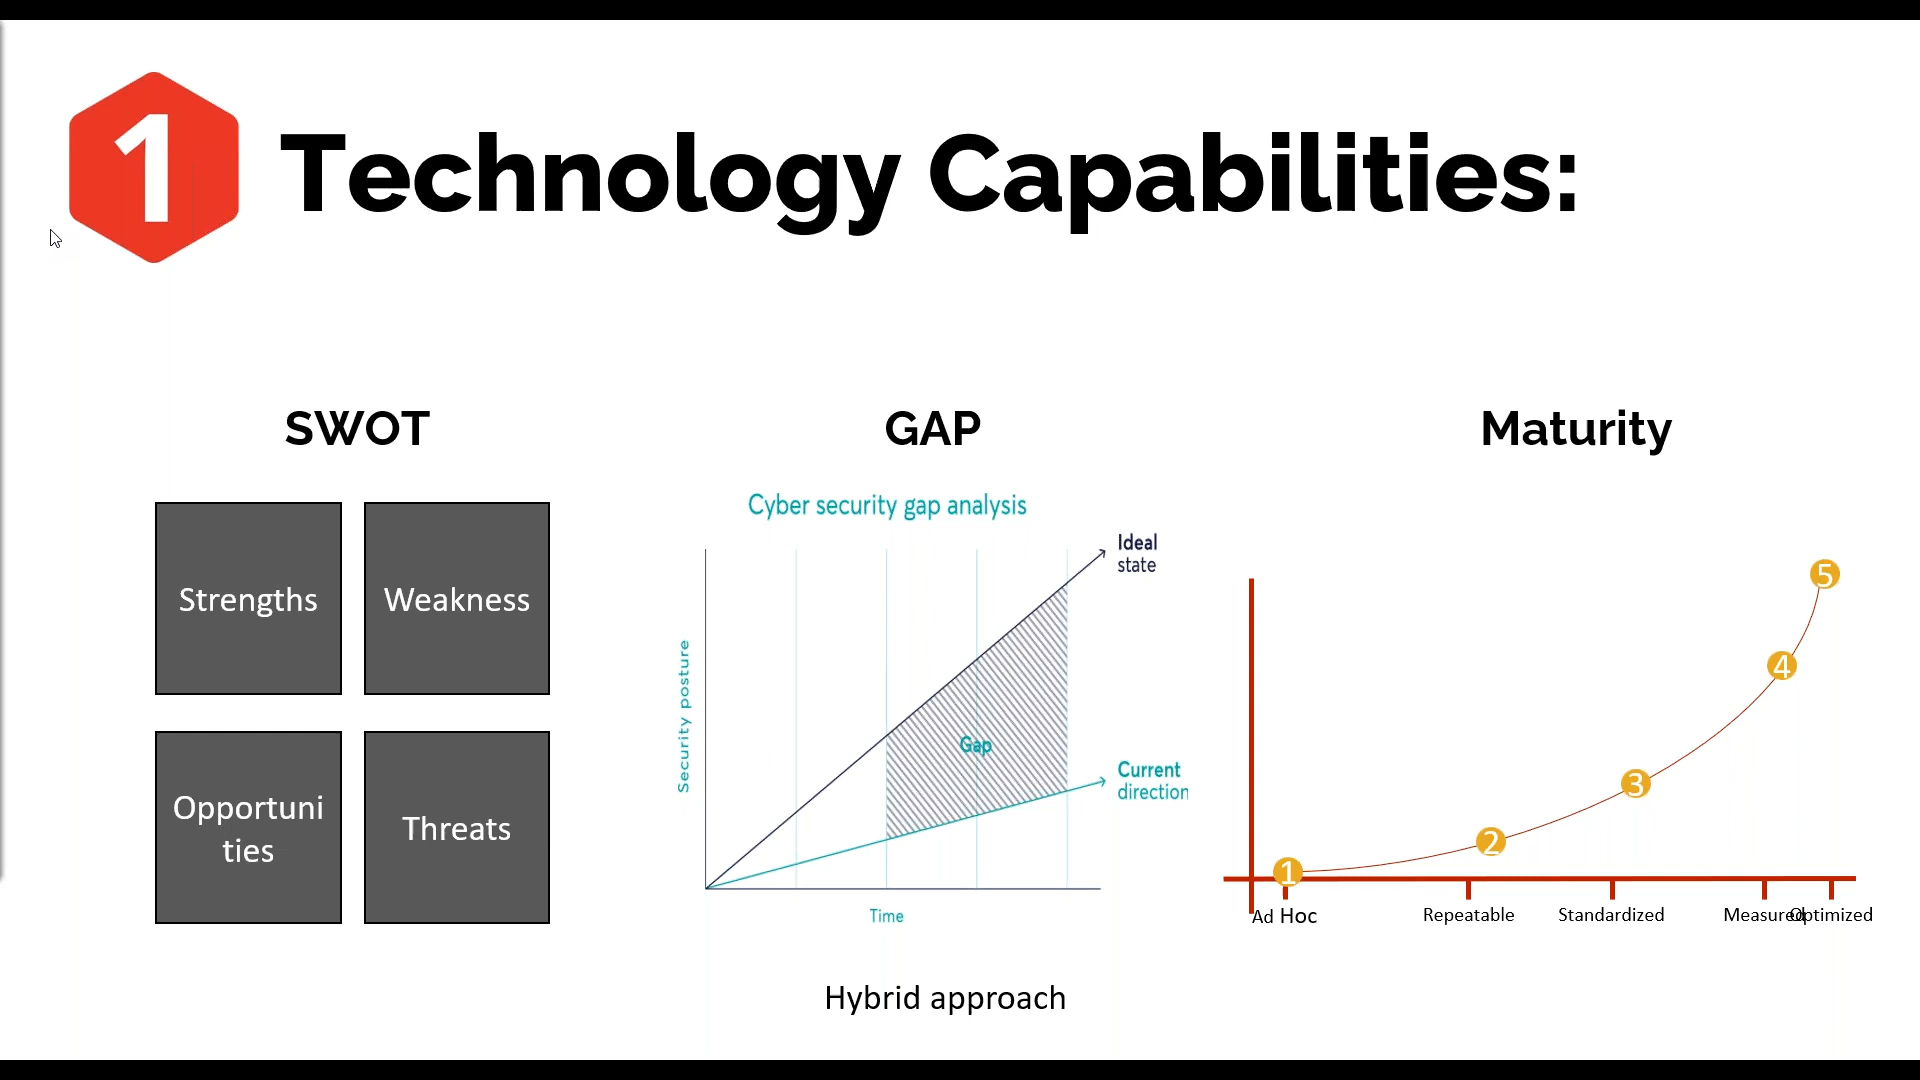 1
Technology Capabilities:
SWOT
Strengths
Weakness
Opportuni
ties
Threats
GAP
Cyber security gap analysis
Ideal
state
Security posture
Gap
Current
direction
Time
Hybrid approach
Maturity
5
4
3
2
1
Ad Hoc
Repeatable
Standardized
Measured
Optimized